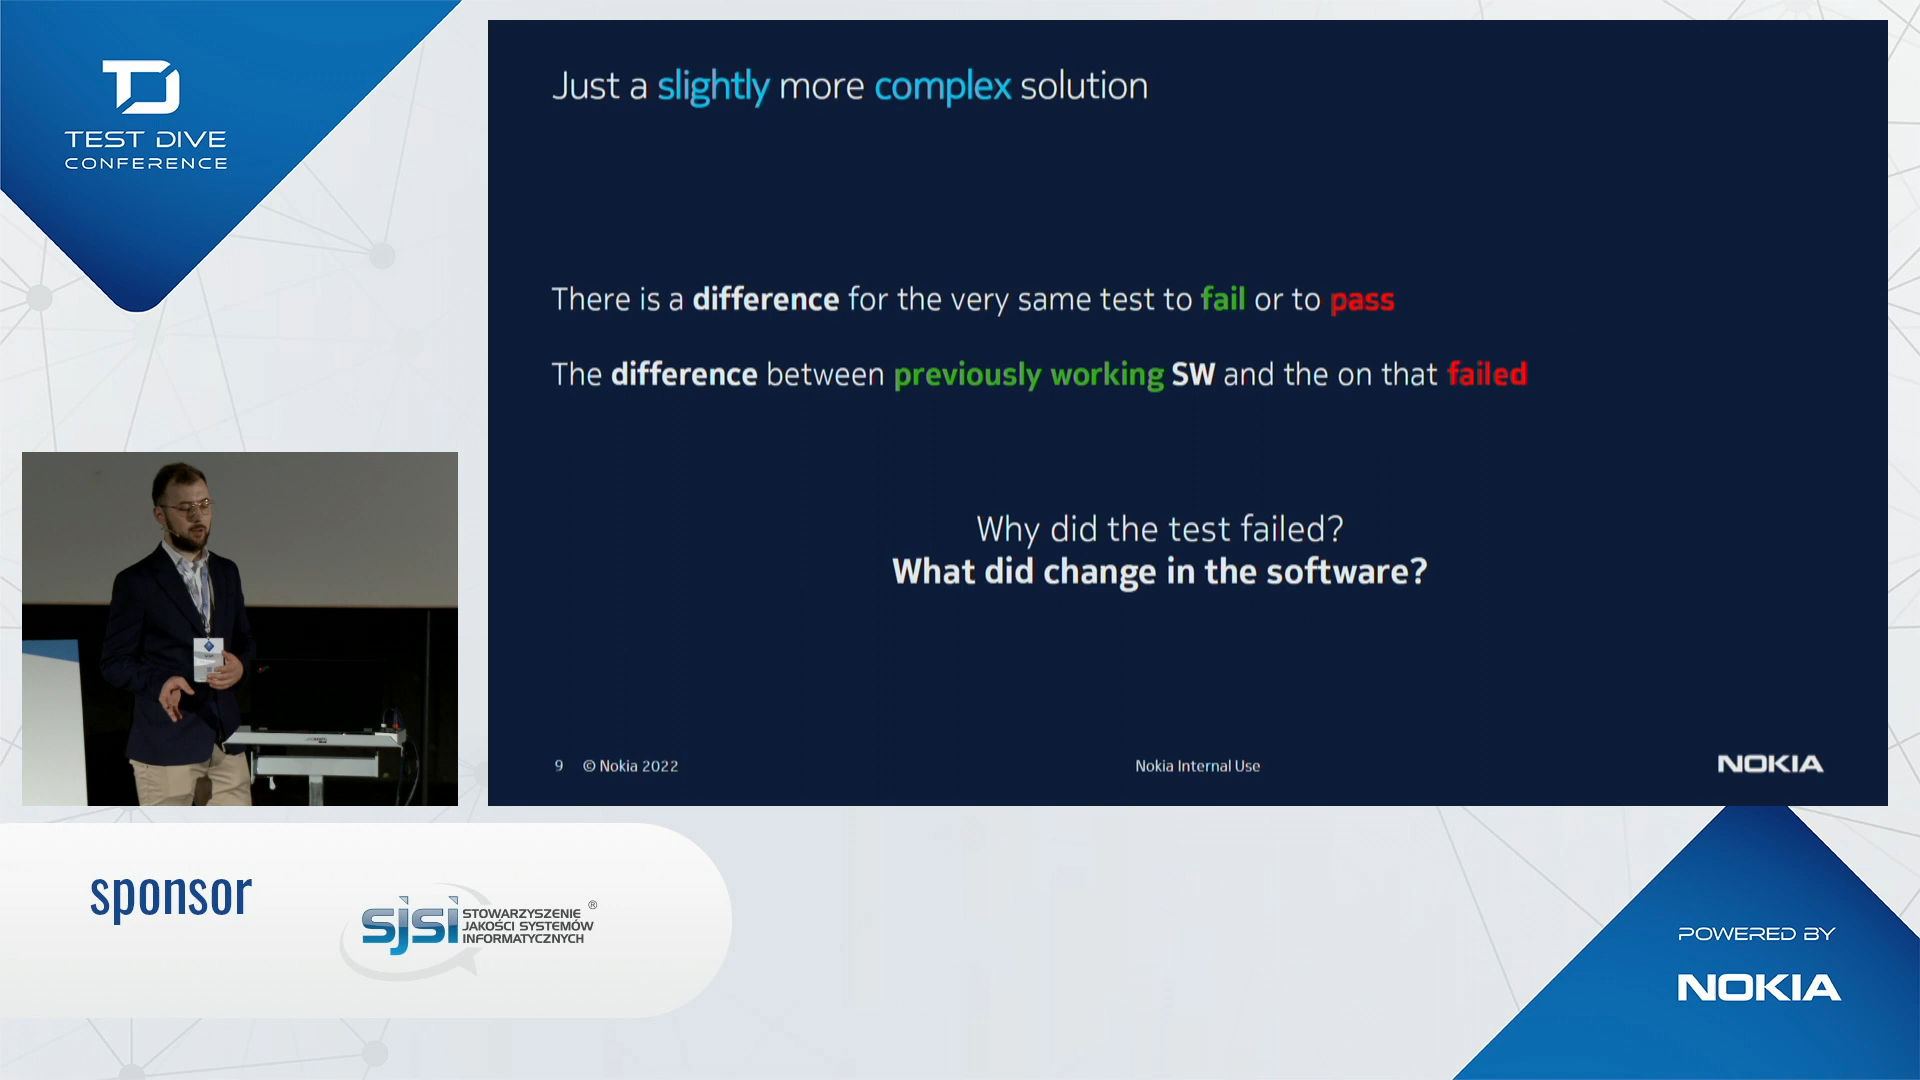 TEST DIVE
CONFERENCE
Just a slightly more complex solution
There is a difference for the very same test to fail or to pass
The difference between previously working SW and the on that failed
Why did the test failed?
What did change in the software?
9 © Nokia 2022
Nokia Internal Use
NOKIA
sponsor
sjsi
STOWARZYSZENIE ®
JAKOŚCI SYSTEMÓW
INFORMATYCZNYCH
POWERED BY
NOKIA